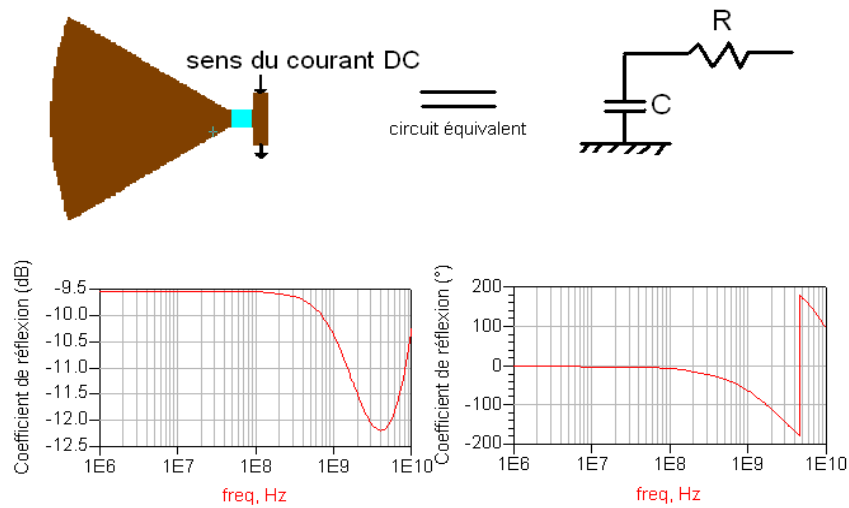 sens du courant DC
circuit équivalent
R
C
Coefficient de réflexion (dB)
-9.5
-10.0
-10.5
-11.0
-11.5
-12.0
-12.5
1E6 1E7 1E8 1E9 1E10
freq, Hz
Coefficient de réflexion (°)
200
100
0
-100
-200
1E6 1E7 1E8 1E9 1E10
freq, Hz